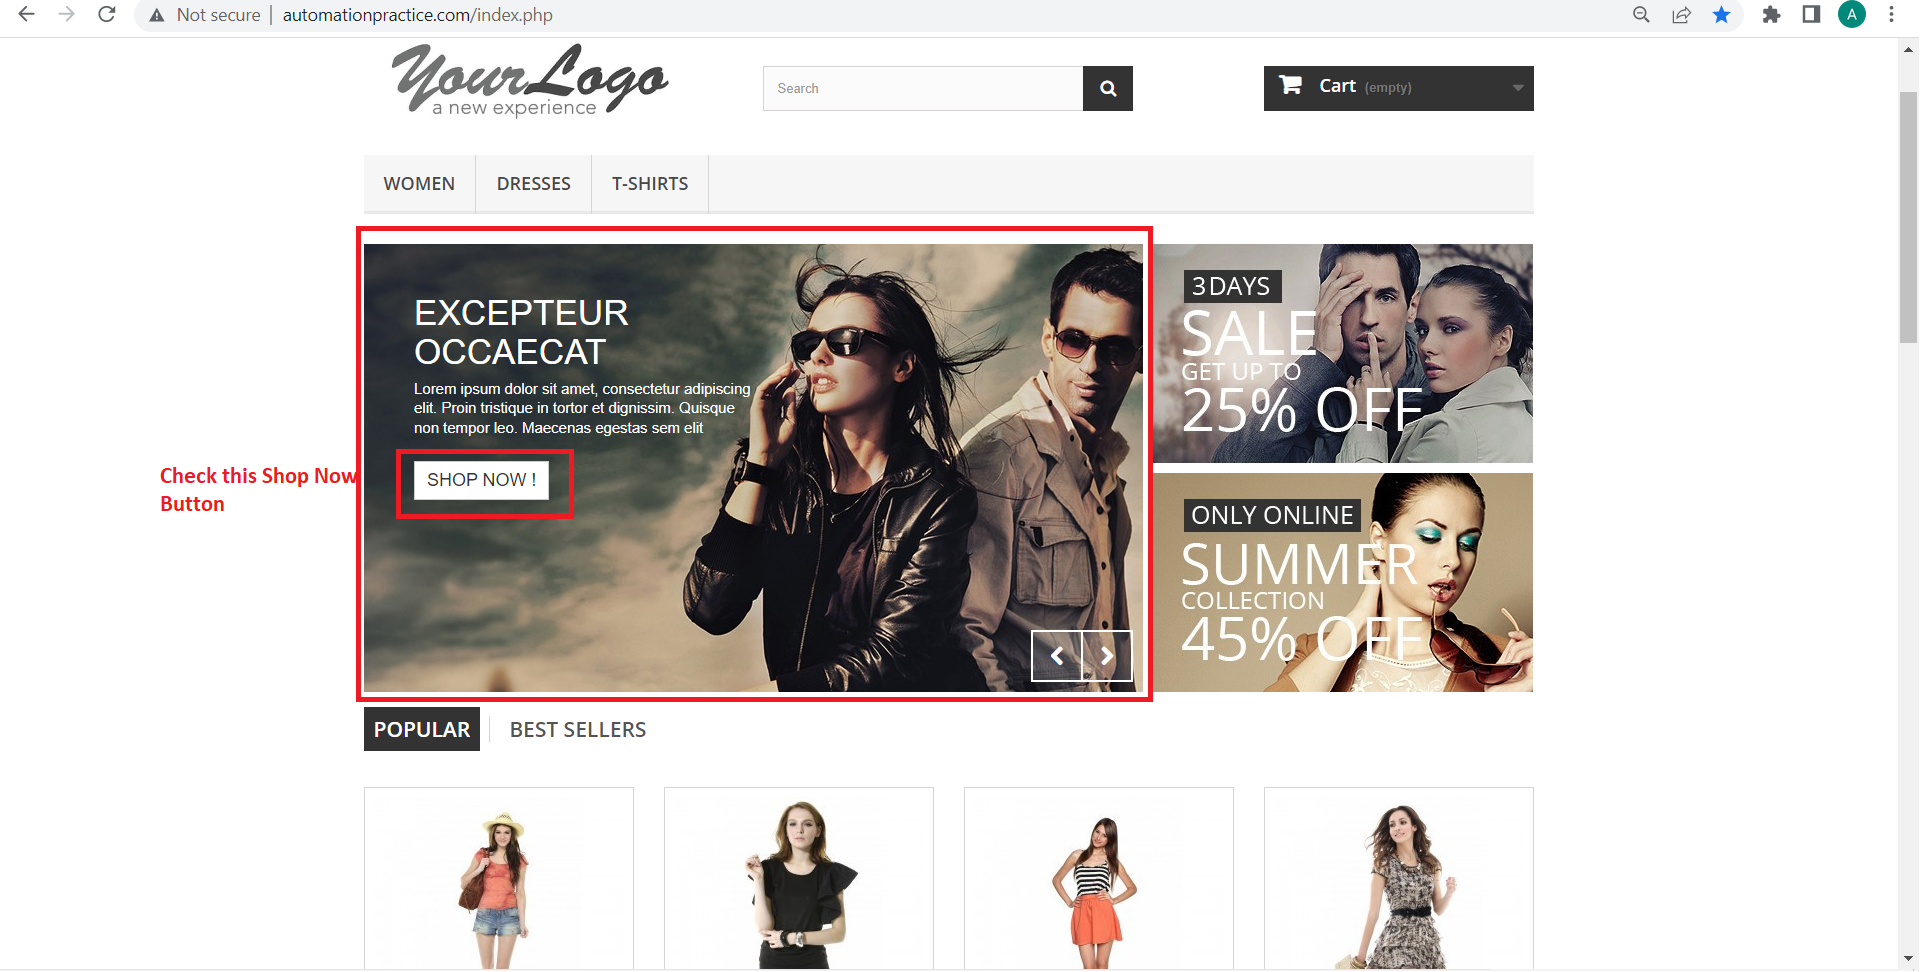 Not secure
automationpractice.com/index.php
A
YourLogo
a new experience
Search
Cart (empty)
WOMEN
DRESSES
T-SHIRTS
EXCEPTEUR
OCCAECAT
Lorem ipsum dolor sit amet, consectetur adipiscing
elit. Proin tristique in tortor et dignissim. Quisque
non tempor leo. Maecenas egestas sem elit
SHOP NOW !
Check this Shop Now
Button
3 DAYS
SALE
GET UP TO
25% OFF
ONLY ONLINE
SUMMER
COLLECTION
45% OFF
POPULAR
BEST SELLERS